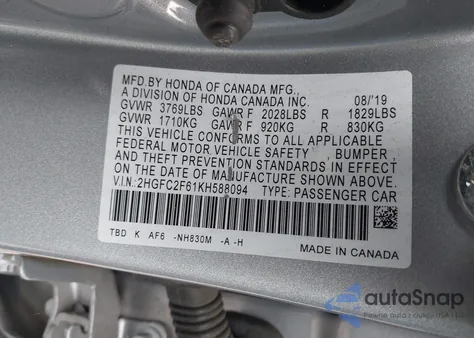 MFD.BY HONDA OF CANADA MFG.,
A DIVISION OF HONDA CANADA INC. 08/'19
GVWR 3769LBS GAWR F 2028LBS R 1829LBS
GVWR 1710KG GAWR F 920KG R 830KG
THIS VEHICLE CONFORMS TO ALL APPLICABLE
FEDERAL MOTOR VEHICLE SAFETY , BUMPER ,
AND THEFT PREVENTION STANDARDS IN EFFECT
ON THE DATE OF MANUFACTURE SHOWN ABOVE.
V.I.N.: 2HGFC2F61KH588094 TYPE: PASSENGER CAR
TBD K AF6 -NH830M -A -H
MADE IN CANADA
autoSnap